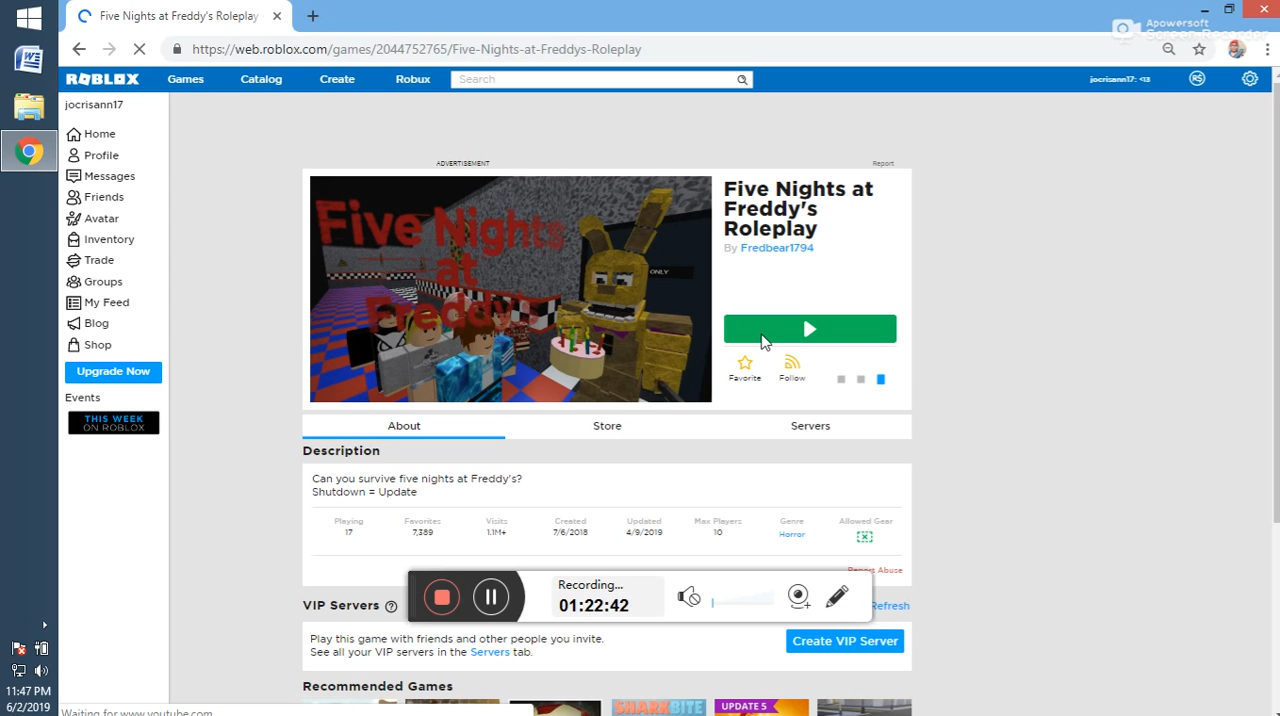 Five Nights at Freddy's Roleplay
Apowersoft
Screen Recorder
https://web.roblox.com/games/2044752765/Five-Nights-at-Freddys-Roleplay
ROBLOX
Games
Catalog
Create
Robux
Search
jocrisann17: <13
jocrisann17
Home
Profile
Messages
Friends
Avatar
Inventory
Trade
Groups
My Feed
Blog
Shop
Upgrade Now
Events
THIS WEEK
ON ROBLOX
ADVERTISEMENT
Report
Five Nights
at
Freddy's
ONLY
Five Nights at
Freddy's
Roleplay
By Fredbear1794
Favorite
Follow
About
Store
Servers
Description
Can you survive five nights at Freddy's?
Shutdown = Update
Playing
17
Favorites
7,389
Visits
1.1M+
Created
7/6/2018
Updated
4/9/2019
Max Players
10
Genre
Horror
Allowed Gear
Report Abuse
Recording...
01:22:42
VIP Servers
Refresh
Play this game with friends and other people you invite.
See all your VIP servers in the Servers tab.
Create VIP Server
Recommended Games
SHARKBITE
UPDATE 5
11:47 PM
6/2/2019
Waiting for www.youtube.com